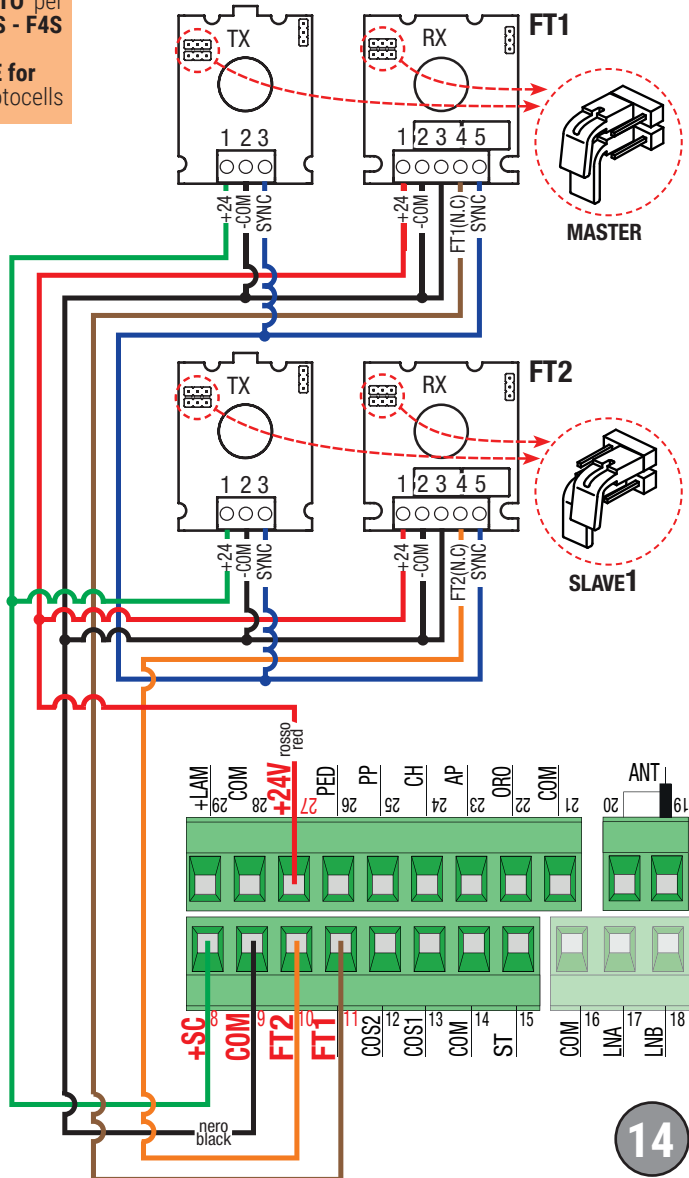 per
S - F4S
E for
otocells
TX
RX
FT1
1 2 3
1 2 3 4 5
+24
-COM
SYNC
+24
-COM
FT1(N.C)
SYNC
MASTER
TX
RX
FT2
1 2 3
1 2 3 4 5
+24
-COM
SYNC
+24
-COM
FT2(N.C)
SYNC
SLAVE1
rosso
red
+LAM
COM
+24V
PED
PP
CH
AP
ORO
COM
ANT
29
28
27
26
25
24
23
22
21
20
19
+SC
COM
FT2
FT1
COS2
COS1
COM
ST
COM
LNA
LNB
8
9
10
11
12
13
14
15
16
17
18
nero
black
14